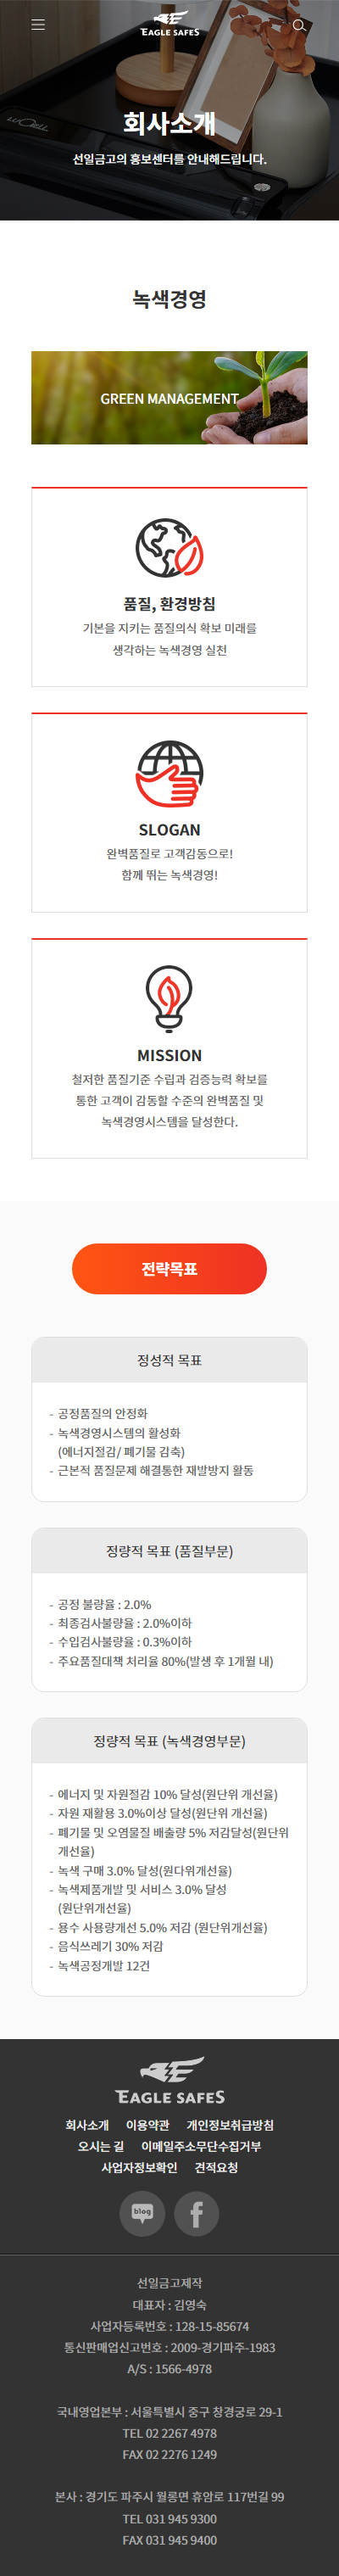 EAGLE SAFES
회사소개
선일금고의 홍보센터를 안내해드립니다.
녹색경영
GREEN MANAGEMENT
품질, 환경방침
기본을 지키는 품질의식 확보 미래를
생각하는 녹색경영 실천
SLOGAN
완벽품질로 고객감동으로!
함께 뛰는 녹색경영!
MISSION
철저한 품질기준 수립과 검증능력 확보를
통한 고객이 감동할 수준의 완벽품질 및
녹색경영시스템을 달성한다.
전략목표
정성적 목표
- 공정품질의 안정화
- 녹색경영시스템의 활성화
(에너지절감/ 폐기물 감축)
- 근본적 품질문제 해결통한 재발방지 활동
정량적 목표 (품질부문)
- 공정 불량율 : 2.0%
- 최종검사불량율 : 2.0%이하
- 수입검사불량율 : 0.3%이하
- 주요품질대책 처리율 80%(발생 후 1개월 내)
정량적 목표 (녹색경영부문)
- 에너지 및 자원절감 10% 달성(원단위 개선율)
- 자원 재활용 3.0%이상 달성(원단위 개선율)
- 폐기물 및 오염물질 배출량 5% 저감달성(원단위
개선율)
- 녹색 구매 3.0% 달성(원다위개선율)
- 녹색제품개발 및 서비스 3.0% 달성
(원단위개선율)
- 용수 사용량개선 5.0% 저감 (원단위개선율)
- 음식쓰레기 30% 저감
- 녹색공정개발 12건
EAGLE SAFES
회사소개 이용약관 개인정보취급방침
오시는 길 이메일주소무단수집거부
사업자정보확인 견적요청
blog
선일금고제작
대표자 : 김영숙
사업자등록번호 : 128-15-85674
통신판매업신고번호 : 2009-경기파주-1983
A/S : 1566-4978
국내영업본부 : 서울특별시 중구 창경궁로 29-1
TEL 02 2267 4978
FAX 02 2276 1249
본사 : 경기도 파주시 월롱면 휴암로 117번길 99
TEL 031 945 9300
FAX 031 945 9400